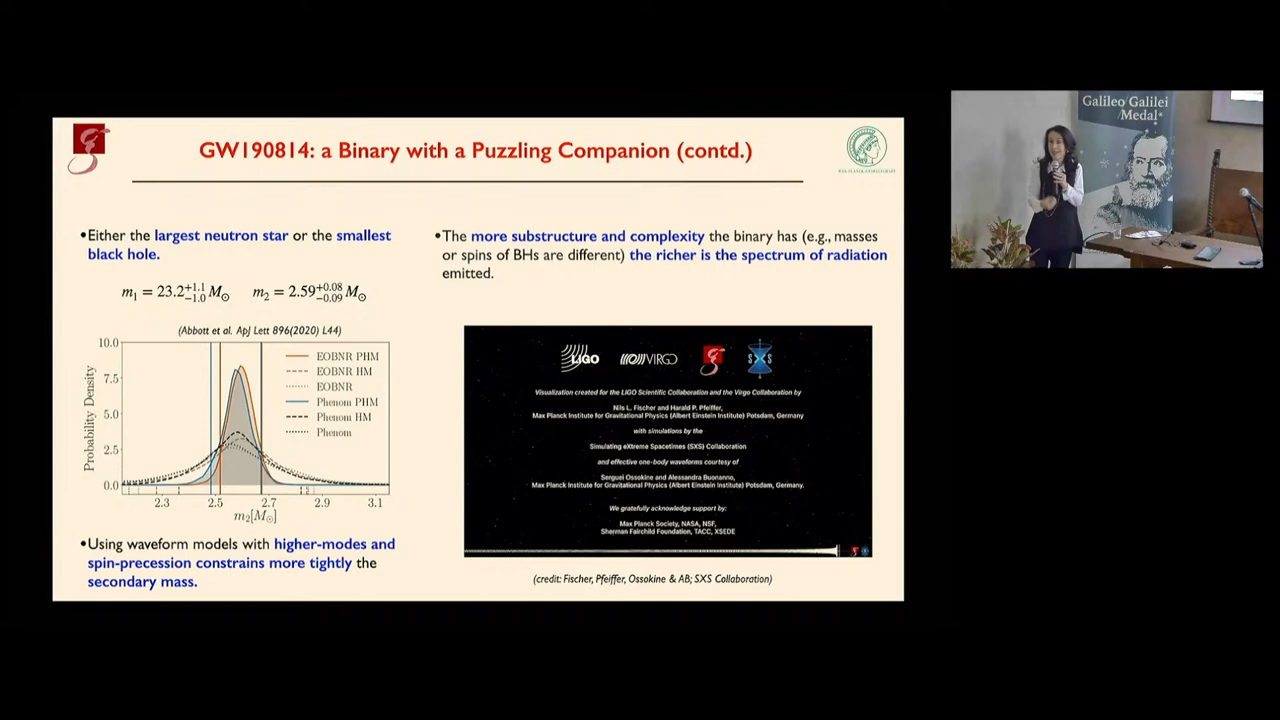 GW190814: a Binary with a Puzzling Companion (contd.)
•Either the largest neutron star or the smallest
black hole.
m₁ = 23.2⁺¹·¹₋₁.₀ M⊙ m₂ = 2.59⁺⁰·⁰⁸₋₀.₀₉ M⊙
(Abbott et al. ApJ Lett 896(2020) L44)
10.0
7.5
5.0
2.5
0.0
Probability Density
EOBNR PHM
EOBNR HM
EOBNR
Phenom PHM
Phenom HM
Phenom
2.3 2.5 2.7 2.9 3.1
m₂[M⊙]
•Using waveform models with higher-modes and
spin-precession constrains more tightly the
secondary mass.
•The more substructure and complexity the binary has (e.g., masses
or spins of BHs are different) the richer is the spectrum of radiation
emitted.
LIGO VIRGO SXS
Visualization created for the LIGO Scientific Collaboration and the Virgo Collaboration by
Nils L. Fischer and Harald P. Pfeiffer,
Max Planck Institute for Gravitational Physics (Albert Einstein Institute) Potsdam, Germany
with simulations by the
Simulating eXtreme Spacetimes (SXS) Collaboration
and effective one-body waveforms courtesy of
Serguei Ossokine and Alessandra Buonanno,
Max Planck Institute for Gravitational Physics (Albert Einstein Institute) Potsdam, Germany.
We gratefully acknowledge support by:
Max Planck Society, NASA, NSF,
Sherman Fairchild Foundation, TACC, XSEDE
(credit: Fischer, Pfeiffer, Ossokine & AB; SXS Collaboration)
Galileo/Galilei
/Medal*